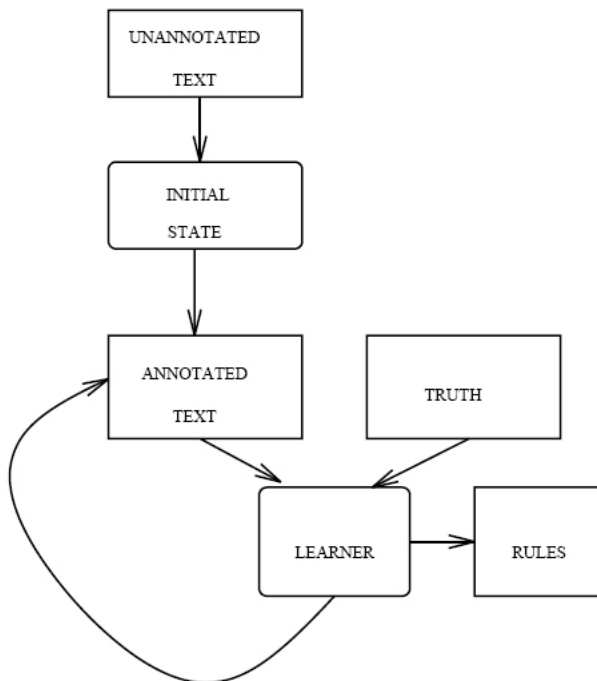 UNANNOTATED
TEXT
INITIAL
STATE
ANNOTATED
TEXT
TRUTH
LEARNER
RULES